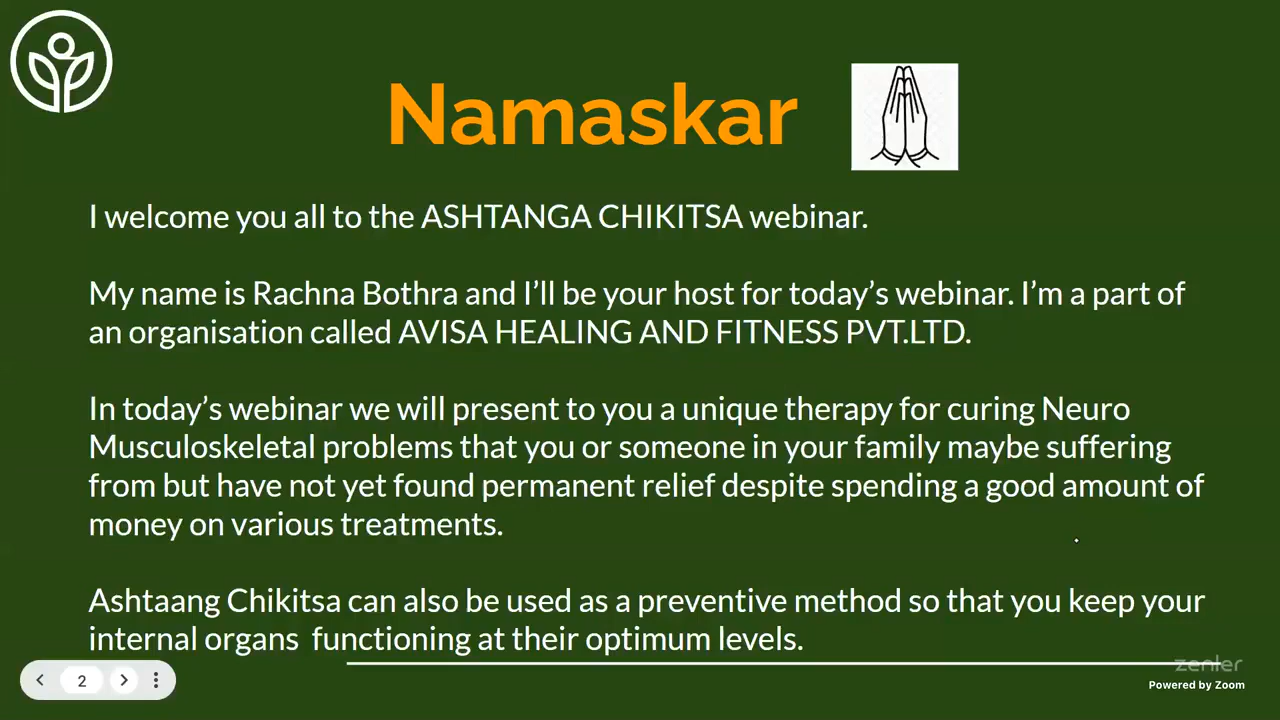 Namaskar
I welcome you all to the ASHTANGA CHIKITSA webinar.
My name is Rachna Bothra and I’ll be your host for today’s webinar. I’m a part of
an organisation called AVISA HEALING AND FITNESS PVT.LTD.
In today’s webinar we will present to you a unique therapy for curing Neuro
Musculoskeletal problems that you or someone in your family maybe suffering
from but have not yet found permanent relief despite spending a good amount of
money on various treatments.
Ashtaang Chikitsa can also be used as a preventive method so that you keep your
internal organs  functioning at their optimum levels.
2
zenler
Powered by Zoom